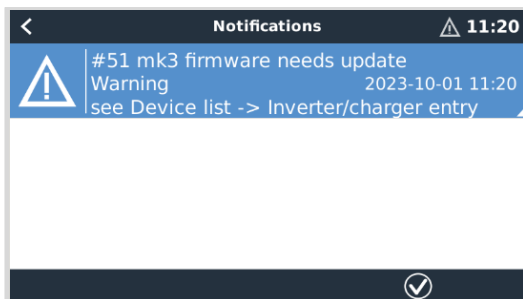 Notifications 11:20
#51 mk3 firmware needs update
Warning 2023-10-01 11:20
see Device list -> Inverter/charger entry